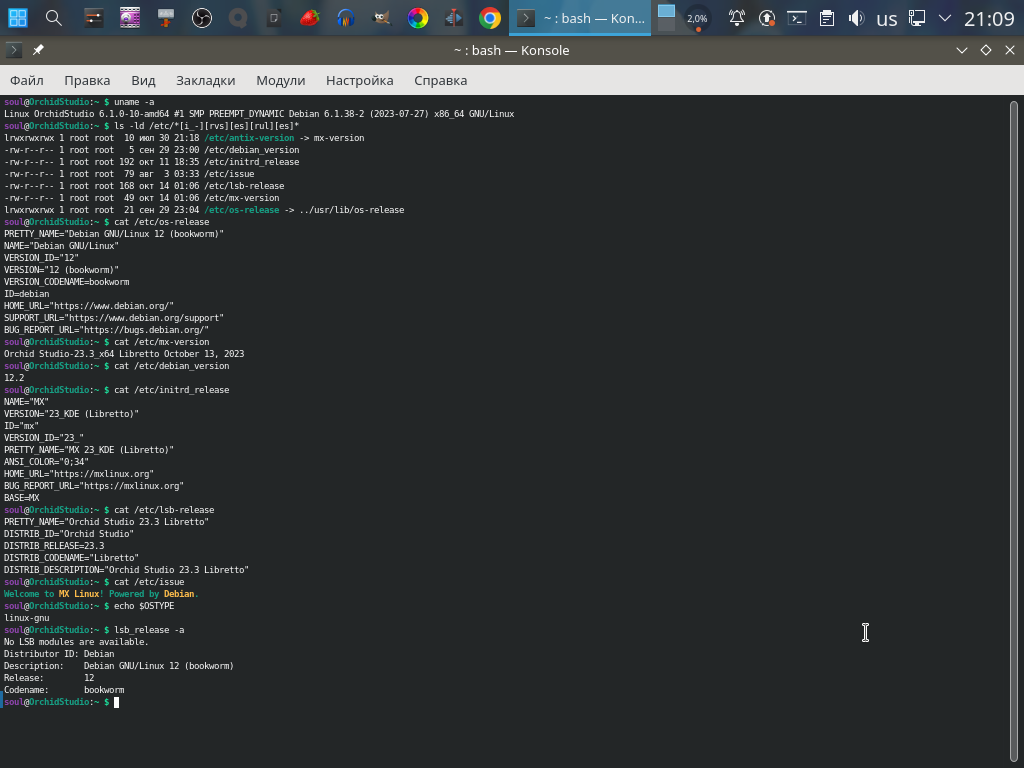 ~ : bash — Kon...
2,0%
us
21:09
~ : bash — Konsole
Файл Правка Вид Закладки Модули Настройка Справка
soul@OrchidStudio:~ $ uname -a
Linux OrchidStudio 6.1.0-10-amd64 #1 SMP PREEMPT_DYNAMIC Debian 6.1.38-2 (2023-07-27) x86_64 GNU/Linux
soul@OrchidStudio:~ $ ls -ld /etc/*[i_-][rvs][es][rul][es]*
lrwxrwxrwx 1 root root  10 июл 30 21:18 /etc/antix-version -> mx-version
-rw-r--r-- 1 root root   5 сен 29 23:00 /etc/debian_version
-rw-r--r-- 1 root root 192 окт 11 18:35 /etc/initrd_release
-rw-r--r-- 1 root root  79 авг  3 03:33 /etc/issue
-rw-r--r-- 1 root root 168 окт 14 01:06 /etc/lsb-release
-rw-r--r-- 1 root root  49 окт 14 01:06 /etc/mx-version
lrwxrwxrwx 1 root root  21 сен 29 23:04 /etc/os-release -> ../usr/lib/os-release
soul@OrchidStudio:~ $ cat /etc/os-release
PRETTY_NAME="Debian GNU/Linux 12 (bookworm)"
NAME="Debian GNU/Linux"
VERSION_ID="12"
VERSION="12 (bookworm)"
VERSION_CODENAME=bookworm
ID=debian
HOME_URL="https://www.debian.org/"
SUPPORT_URL="https://www.debian.org/support"
BUG_REPORT_URL="https://bugs.debian.org/"
soul@OrchidStudio:~ $ cat /etc/mx-version
Orchid Studio-23.3_x64 Libretto October 13, 2023
soul@OrchidStudio:~ $ cat /etc/debian_version
12.2
soul@OrchidStudio:~ $ cat /etc/initrd_release
NAME="MX"
VERSION="23_KDE (Libretto)"
ID="mx"
VERSION_ID="23_"
PRETTY_NAME="MX 23_KDE (Libretto)"
ANSI_COLOR="0;34"
HOME_URL="https://mxlinux.org"
BUG_REPORT_URL="https://mxlinux.org"
BASE=MX
soul@OrchidStudio:~ $ cat /etc/lsb-release
PRETTY_NAME="Orchid Studio 23.3 Libretto"
DISTRIB_ID="Orchid Studio"
DISTRIB_RELEASE=23.3
DISTRIB_CODENAME="Libretto"
DISTRIB_DESCRIPTION="Orchid Studio 23.3 Libretto"
soul@OrchidStudio:~ $ cat /etc/issue
Welcome to MX Linux! Powered by Debian.
soul@OrchidStudio:~ $ echo $OSTYPE
linux-gnu
soul@OrchidStudio:~ $ lsb_release -a
No LSB modules are available.
Distributor ID: Debian
Description:    Debian GNU/Linux 12 (bookworm)
Release:        12
Codename:       bookworm
soul@OrchidStudio:~ $